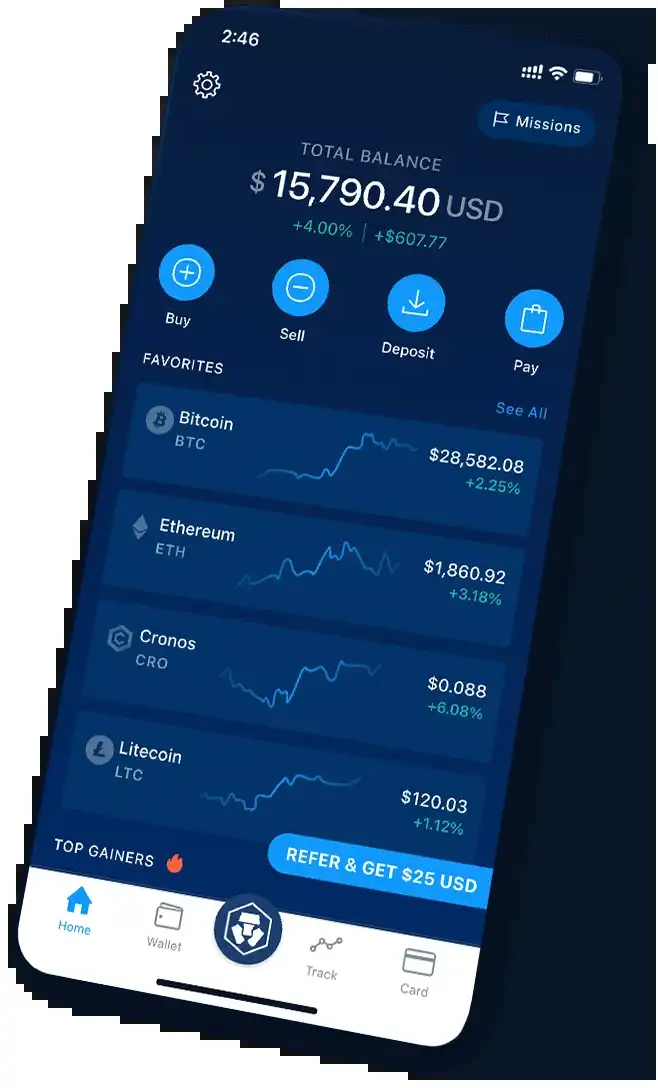 2:46
Missions
TOTAL BALANCE
$ 15,790.40 USD
+4.00% | +$607.77
Buy Sell Deposit Pay
FAVORITES
See All
Bitcoin
BTC
$28,582.08
+2.25%
Ethereum
ETH
$1,860.92
+3.18%
Cronos
CRO
$0.088
+6.08%
Litecoin
LTC
$120.03
+1.12%
TOP GAINERS
REFER & GET $25 USD
Home Wallet Track Card